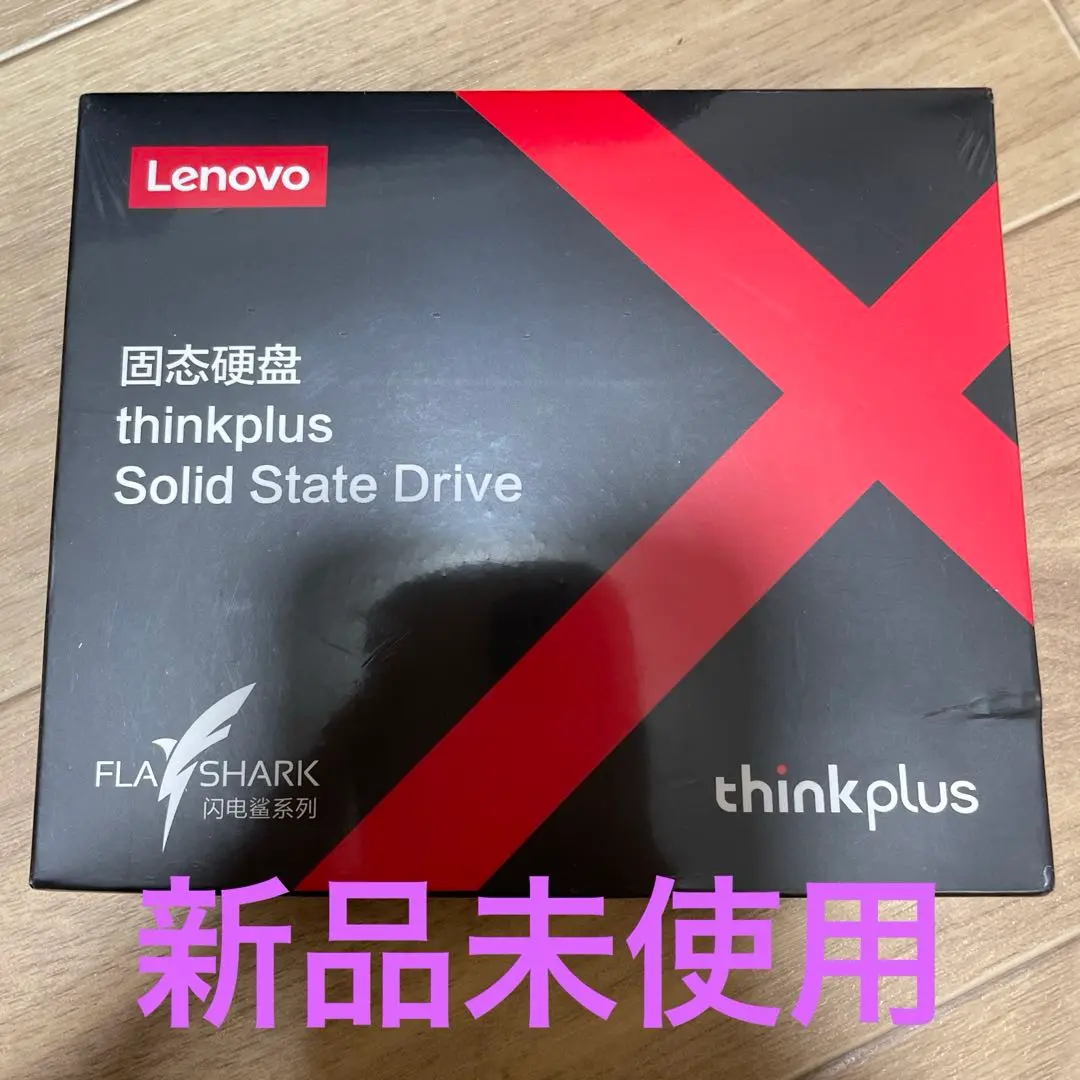 Lenovo
固态硬盘
thinkplus
Solid State Drive
FLASHARK
闪电鲨系列
thinkplus
新品未使用